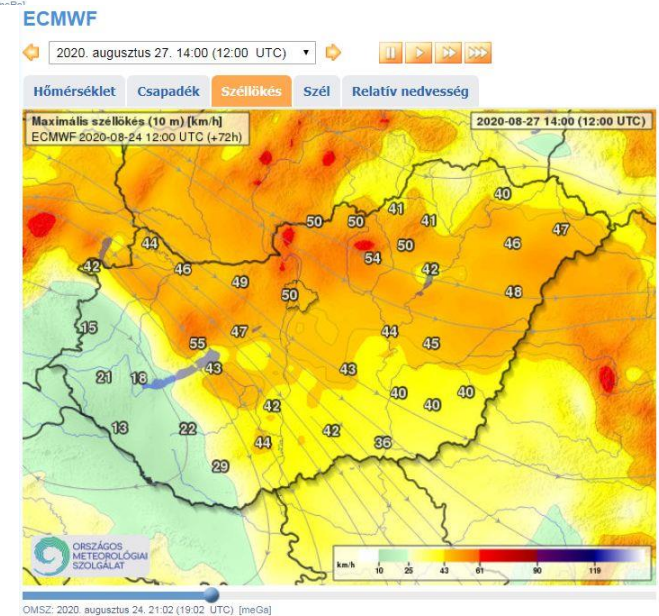 ECMWF
2020. augusztus 27. 14:00 (12:00 UTC)
Hőmérséklet Csapadék Széllökés Szél Relatív nedvesség
Maximális széllökés (10 m) [km/h]
ECMWF 2020-08-24 12:00 UTC (+72h)
2020-08-27 14:00 (12:00 UTC)
40
41
50 50 41 47
44 50 46
54
42 46 42
49 48
50
15 47 44
55 45
43 43
21 18 40 40
42 40
13 22 42
44 36
29
ORSZÁGOS
METEOROLÓGIAI
SZOLGÁLAT
km/h 10 25 43 61 90 119
OMSZ: 2020. augusztus 24. 21:02 (19:02 UTC) [meGa]